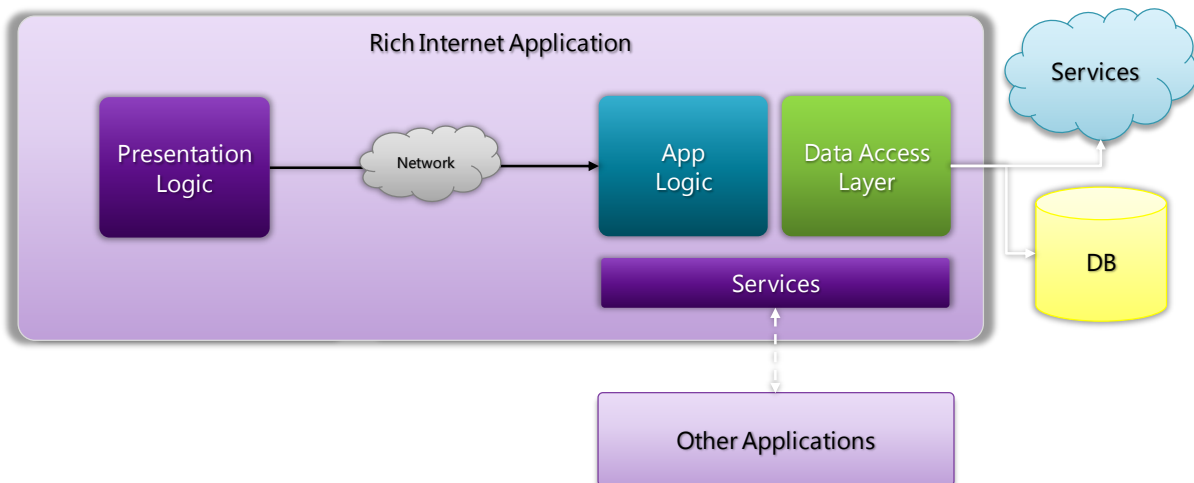 Rich Internet Application
Services
Presentation
Logic
Network
App
Logic
Data Access
Layer
DB
Services
Other Applications